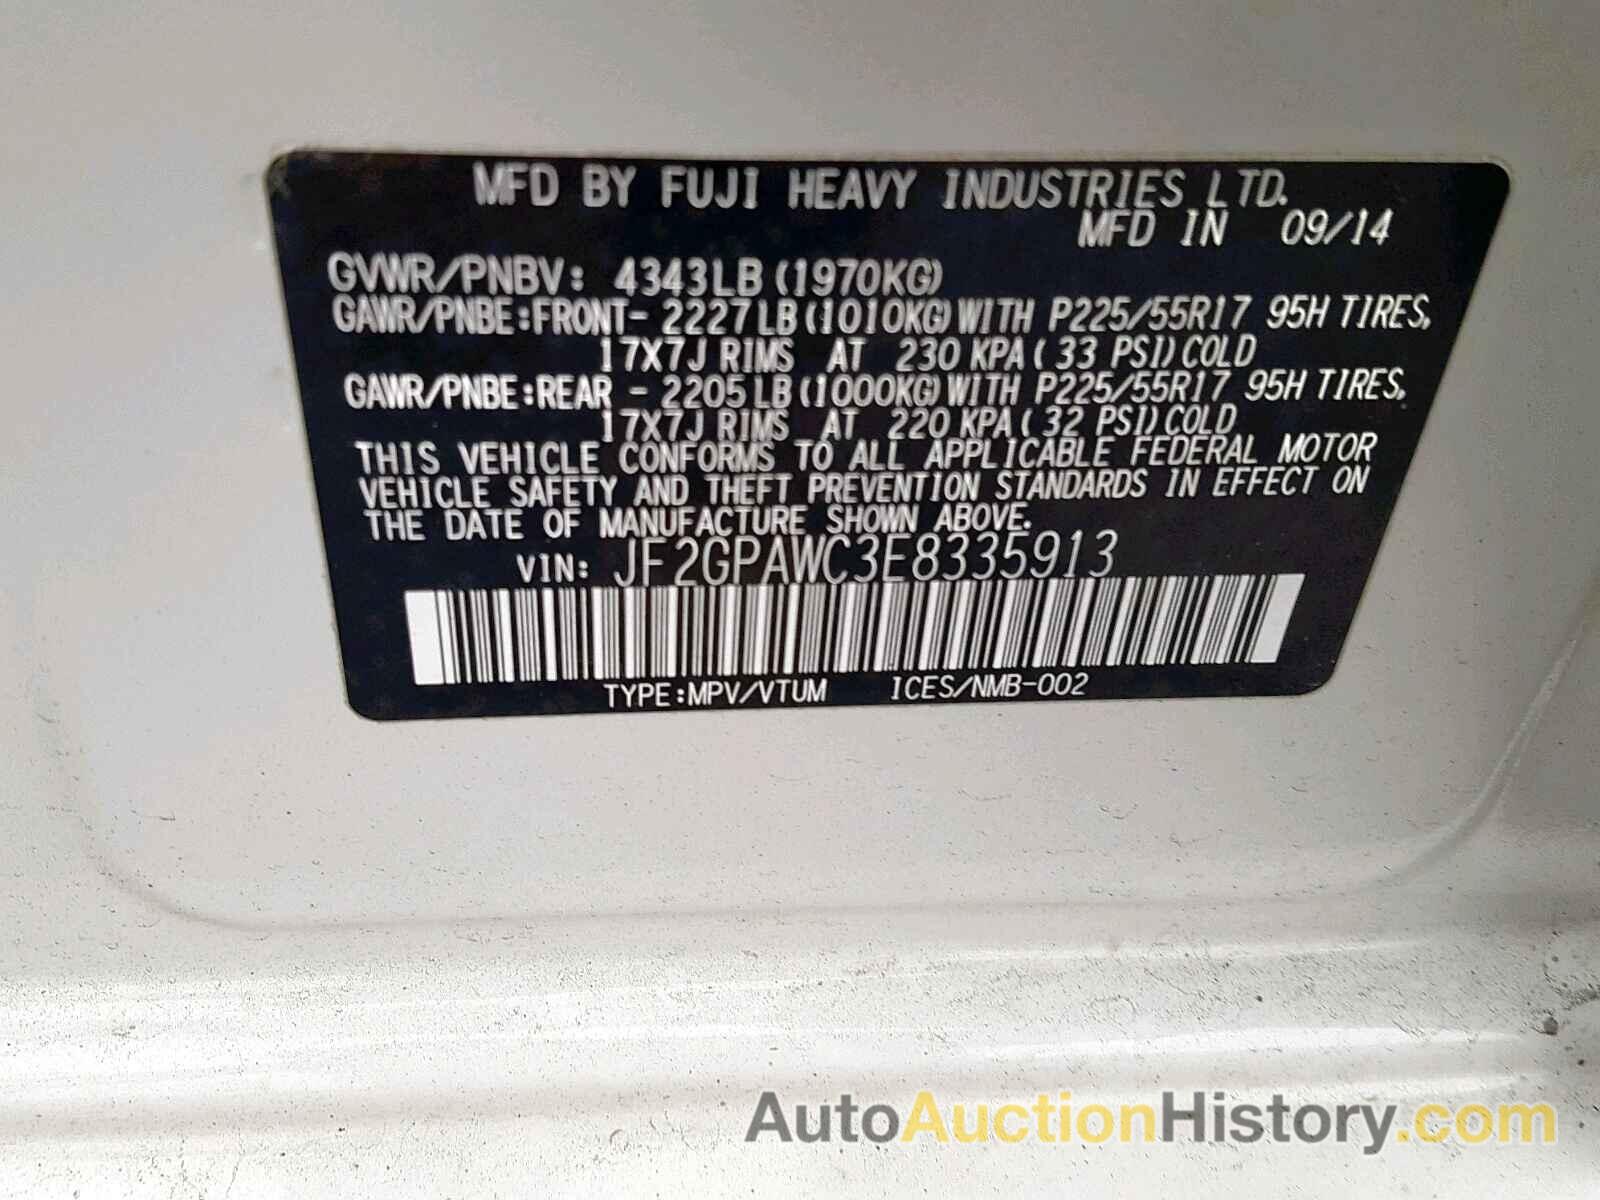 MFD BY FUJI HEAVY INDUSTRIES LTD.
MFD IN 09/14
GVWR/PNBV: 4343LB (1970KG)
GAWR/PNBE:FRONT- 2227LB (1010KG) WITH P225/55R17 95H TIRES,
17X7J RIMS AT 230 KPA ( 33 PSI) COLD
GAWR/PNBE:REAR - 2205LB (1000KG) WITH P225/55R17 95H TIRES,
17X7J RIMS AT 220 KPA ( 32 PSI) COLD
THIS VEHICLE CONFORMS TO ALL APPLICABLE FEDERAL MOTOR
VEHICLE SAFETY AND THEFT PREVENTION STANDARDS IN EFFECT ON
THE DATE OF MANUFACTURE SHOWN ABOVE.
VIN: JF2GPAWC3E8335913
TYPE:MPV/VTUM ICES/NMB-002
AutoAuctionHistory.com